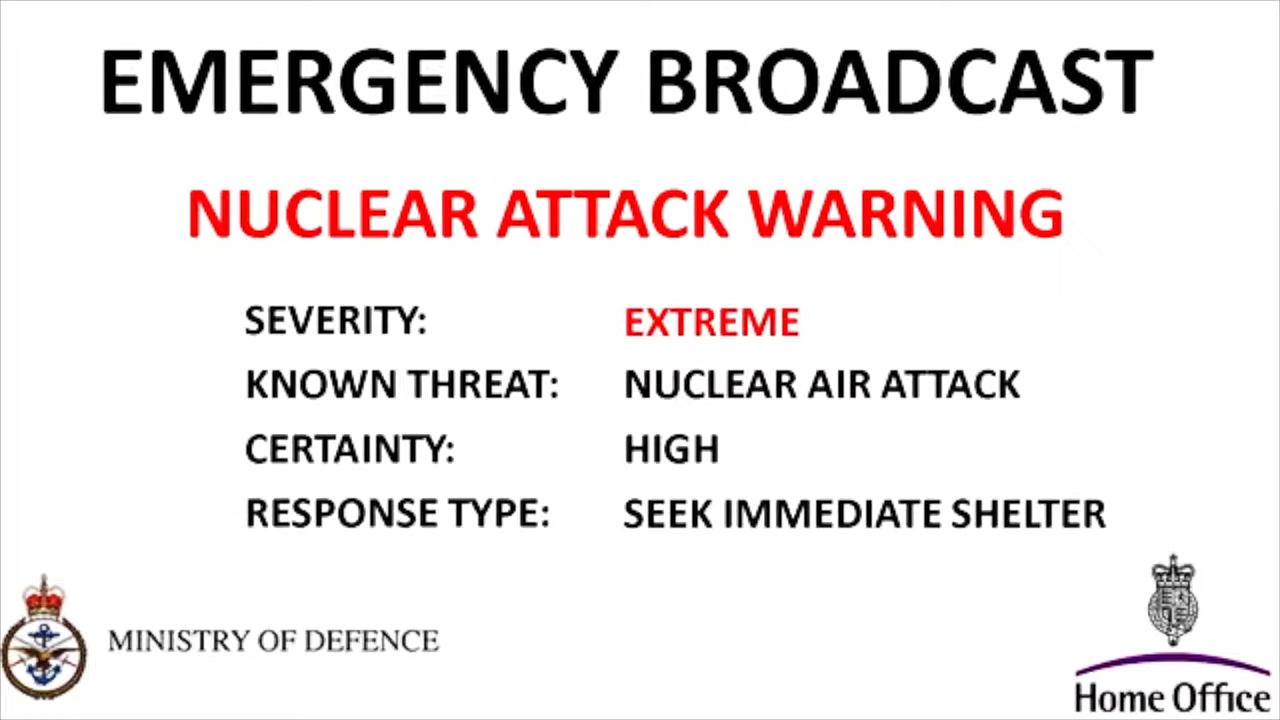 EMERGENCY BROADCAST
NUCLEAR ATTACK WARNING
SEVERITY: EXTREME
KNOWN THREAT: NUCLEAR AIR ATTACK
CERTAINTY: HIGH
RESPONSE TYPE: SEEK IMMEDIATE SHELTER
MINISTRY OF DEFENCE
Home Office